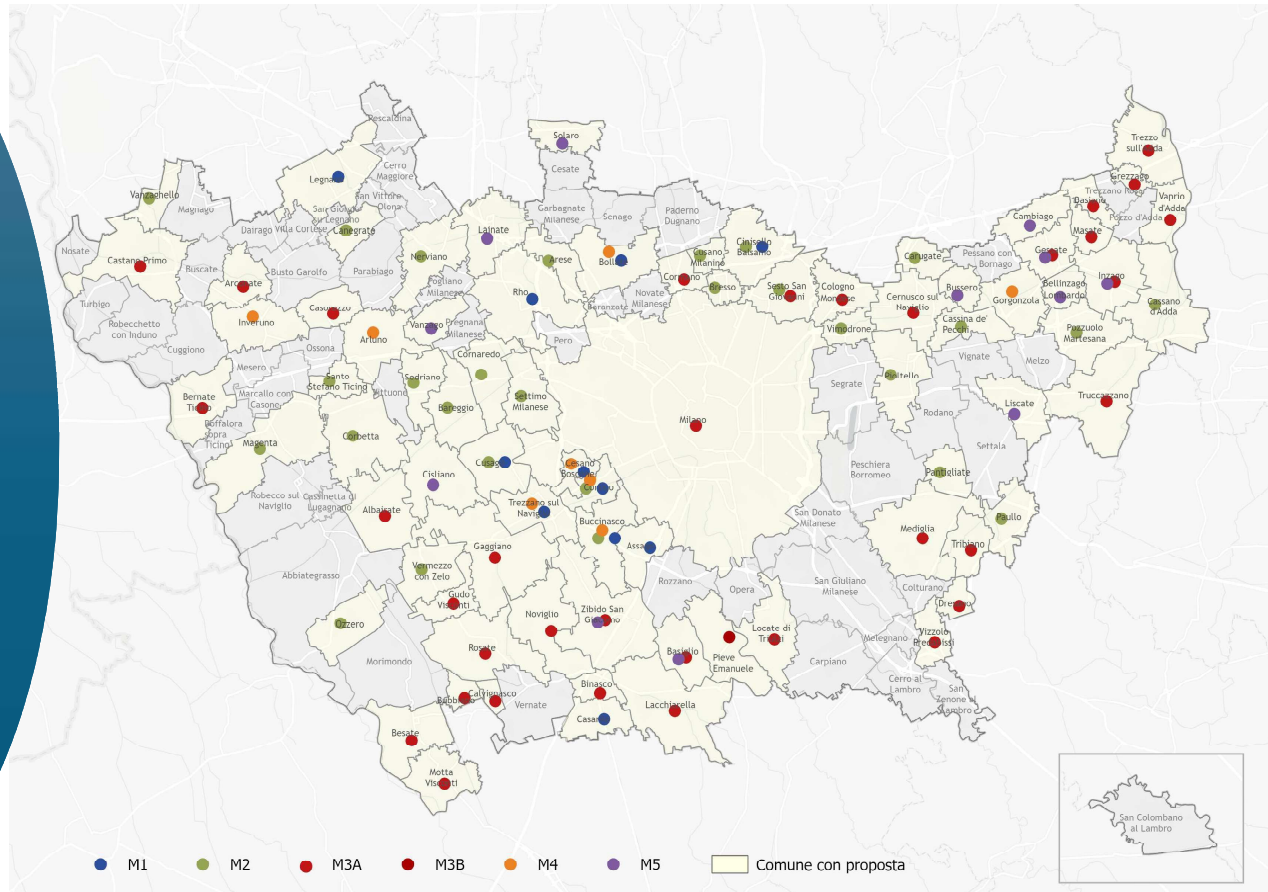 Rescaldina
Solaro
Trezzo
sull'Adda
Cesate
Cerro
Maggiore
Legnano
Grezzago
Vanzaghello
Magnago
San Vittore
Olona
San Giorgio
su Legnano
Garbagnate
Milanese
Senago
Paderno
Dugnano
Trezzano Rosa
Basiano
Vaprio
d'Adda
Pozzo d'Adda
Cambiago
Dairago
Villa Cortese
Canegrate
Lainate
Cinisello
Balsamo
Masate
Nosate
Castano Primo
Buscate
Busto Garolfo
Parabiago
Nerviano
Arese
Bollate
Cusano
Milanino
Carugate
Pessano con
Bornago
Gessate
Arconate
Pogliano
Milanese
Rho
Cormano
Bresso
Sesto San
Giovanni
Cologno
Monzese
Cernusco sul
Naviglio
Bussero
Gorgonzola
Bellinzago
Lombardo
Inzago
Cassano
d'Adda
Turbigo
Robecchetto
con Induno
Inveruno
Casorezzo
Vanzago
Pregnana
Milanese
Baranzate
Novate
Milanese
Vimodrone
Cassina de'
Pecchi
Pozzuolo
Martesana
Cuggiono
Ossona
Arluno
Pero
Cornaredo
Vignate
Melzo
Mesero
Santo
Stefano Ticino
Sedriano
Segrate
Pioltello
Bernate
Ticino
Marcallo con
Casone
Vittuone
Bareggio
Settimo
Milanese
Rodano
Liscate
Truccazzano
Boffalora
sopra
Ticino
Magenta
Corbetta
Milano
Settala
Cusago
Cesano
Boscone
Corsico
Peschiera
Borromeo
Pantigliate
Cisliano
Robecco sul
Naviglio
Cassinetta di
Lugagnano
Albairate
Trezzano sul
Naviglio
Buccinasco
Assago
San Donato
Milanese
Mediglia
Paullo
Tribiano
Gaggiano
Abbiategrasso
Vermezzo
con Zelo
Rozzano
Opera
San Giuliano
Milanese
Colturano
Gudo
Visconti
Noviglio
Zibido San
Giacomo
Locate di
Triulzi
Dresano
Ozzero
Melegnano
Vizzolo
Predabissi
Morimondo
Rosate
Basiglio
Pieve
Emanuele
Carpiano
Cerro al
Lambro
San
Zenone al
Lambro
Bubbiano
Calvignasco
Vernate
Binasco
Casarile
Lacchiarella
Besate
Motta
Visconti
San Colombano
al Lambro
M1 M2 M3A M3B M4 M5 Comune con proposta